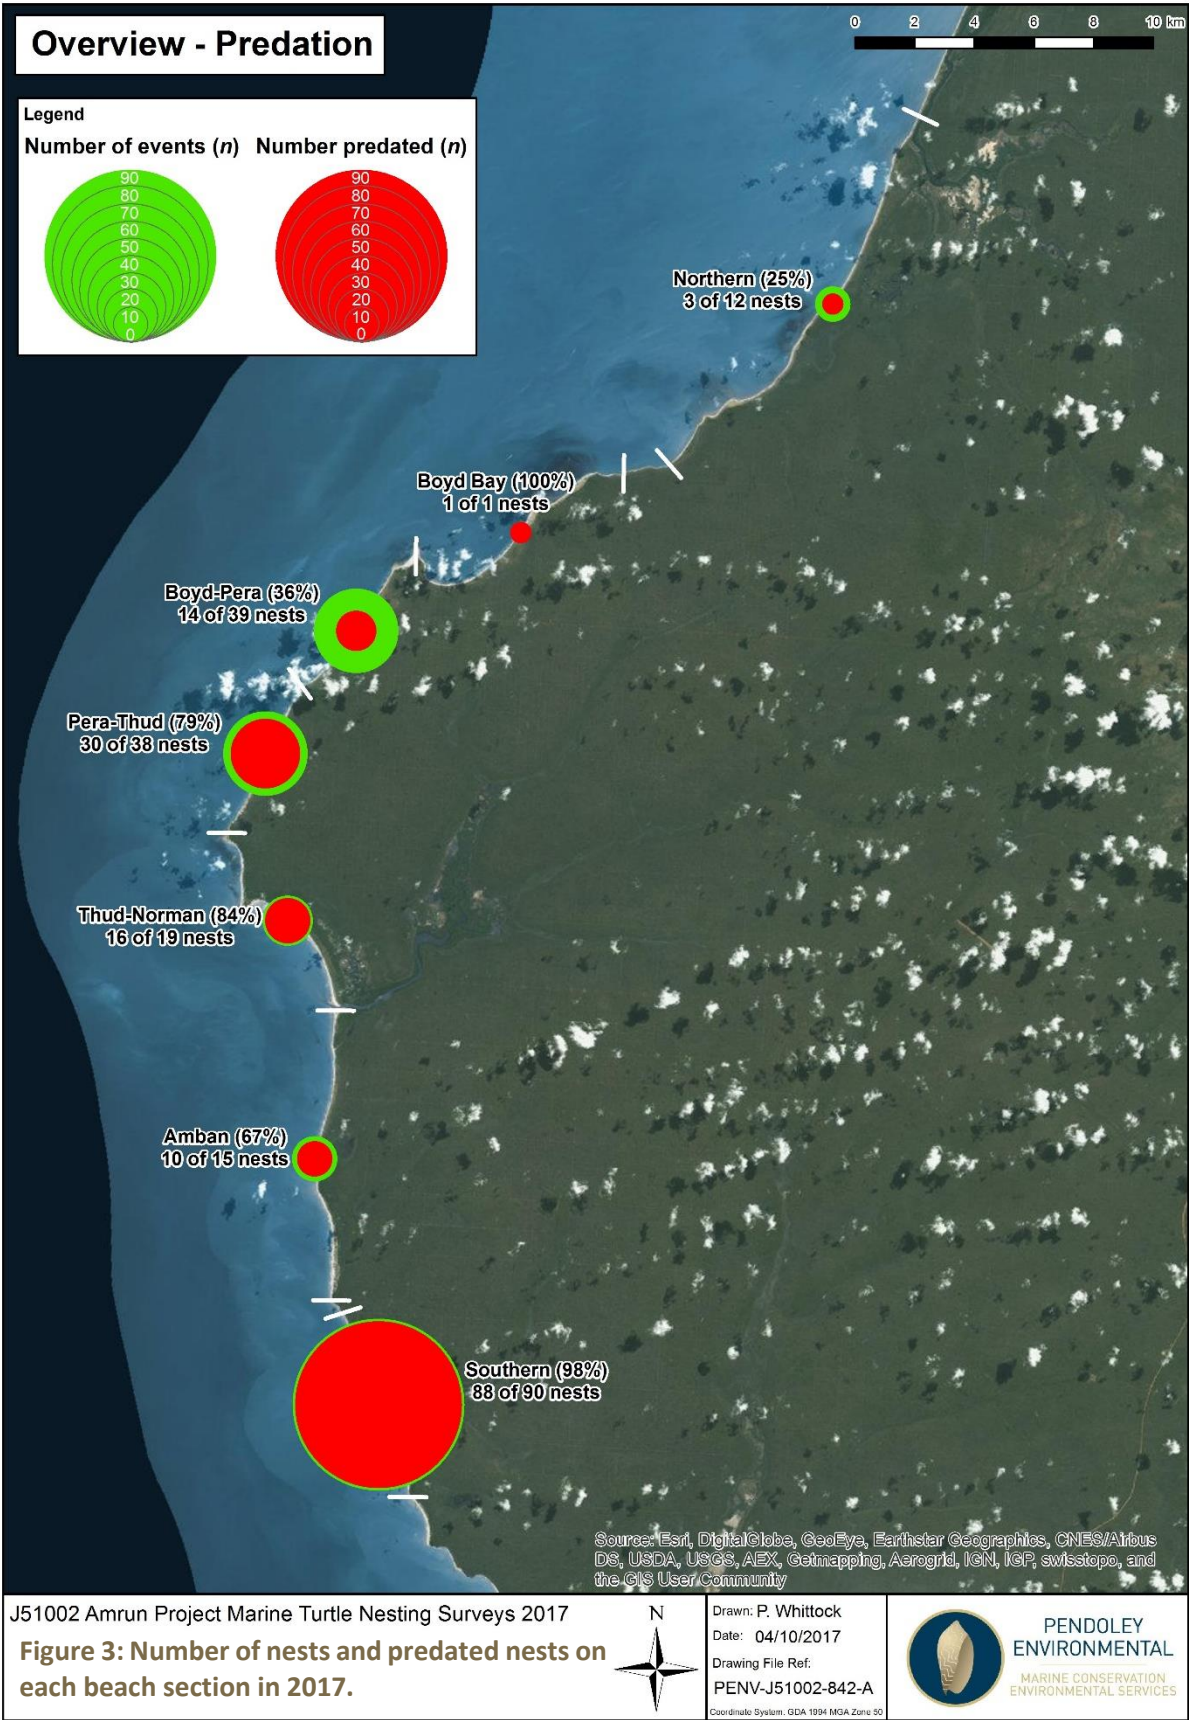 Overview - Predation
0 2 4 6 8 10 km
Legend
Number of events (n) Number predated (n)
90 90
80 80
70 70
60 60
50 50
40 40
30 30
20 20
10 10
0 0
Northern (25%)
3 of 12 nests
Boyd Bay (100%)
1 of 1 nests
Boyd-Pera (36%)
14 of 39 nests
Pera-Thud (79%)
30 of 38 nests
Thud-Norman (84%)
16 of 19 nests
Amban (67%)
10 of 15 nests
Southern (98%)
88 of 90 nests
Source: Esri, DigitalGlobe, GeoEye, Earthstar Geographics, CNES/Airbus
DS, USDA, USGS, AEX, Getmapping, Aerogrid, IGN, IGP, swisstopo, and
the GIS User Community
J51002 Amrun Project Marine Turtle Nesting Surveys 2017
Figure 3: Number of nests and predated nests on
each beach section in 2017.
N
Drawn: P. Whittock
Date: 04/10/2017
Drawing File Ref:
PENV-J51002-842-A
Coordinate System: GDA 1994 MGA Zone 50
PENDOLEY
ENVIRONMENTAL
MARINE CONSERVATION
ENVIRONMENTAL SERVICES